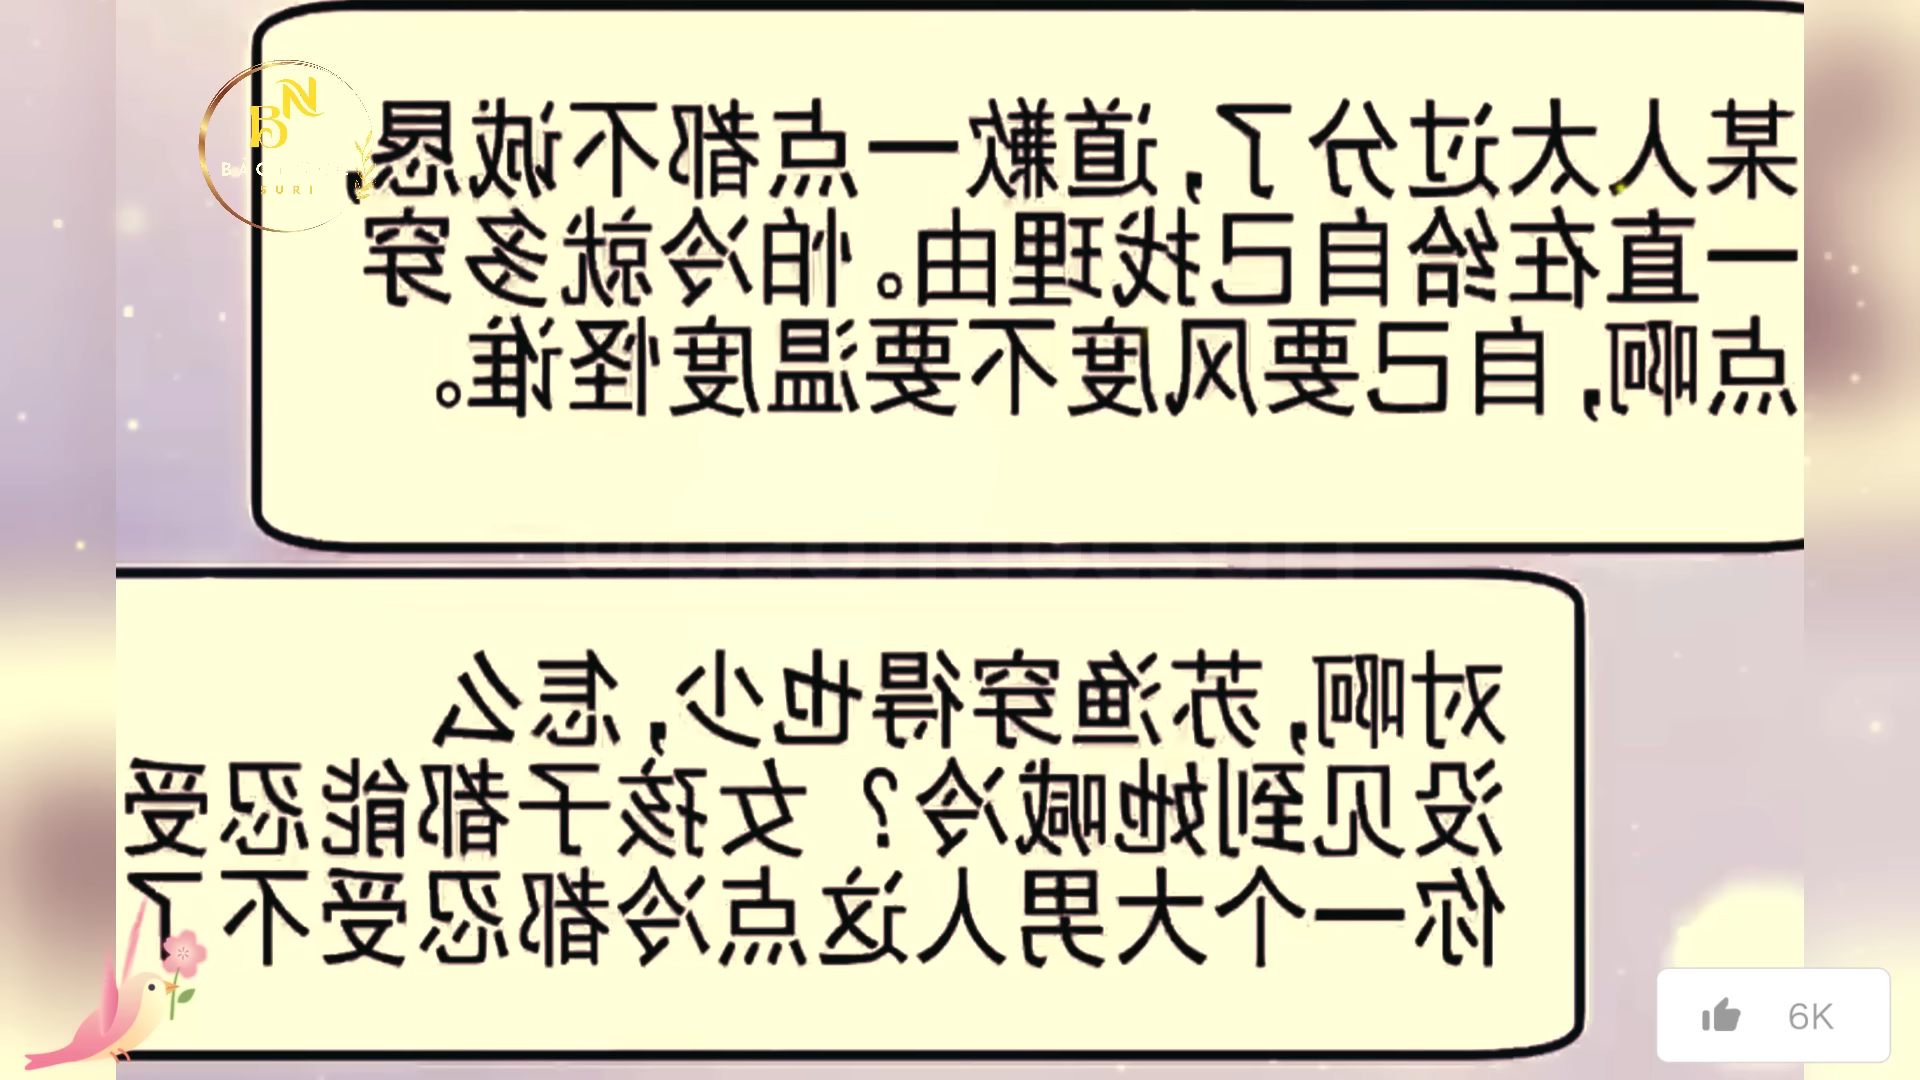 某人太过分了，道歉一点都不诚恳，
一直在给自己找理由。怕冷就多穿
点啊，自己要风度不要温度怪谁。
对啊，苏渔穿得也少，怎么
没见到她喊冷？女孩子都能忍受
你一个大男人这点冷都忍受不了
BN
SURI
6K